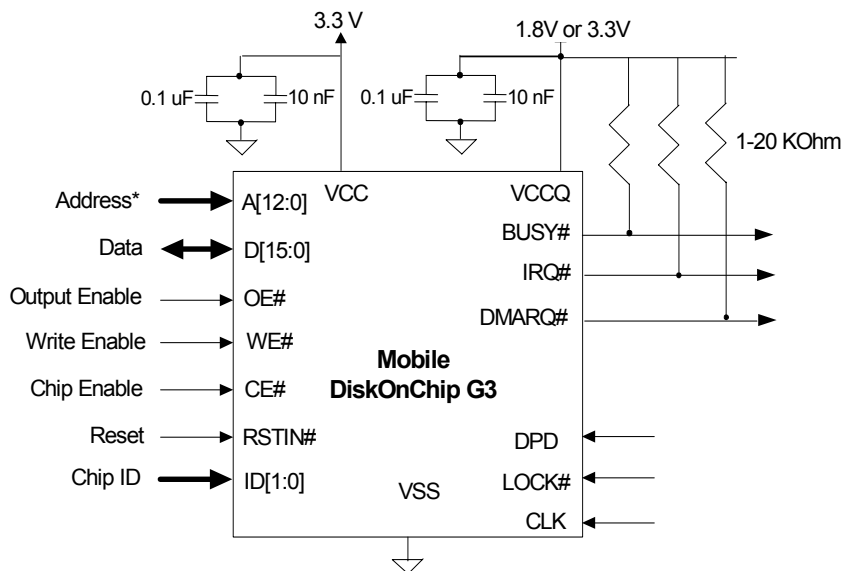 3.3 V
1.8V or 3.3V
0.1 uF
10 nF
0.1 uF
10 nF
1-20 KOhm
VCC
VCCQ
Address*
A[12:0]
BUSY#
Data
D[15:0]
IRQ#
Output Enable
OE#
DMARQ#
Write Enable
WE#
Mobile
DiskOnChip G3
Chip Enable
CE#
Reset
RSTIN#
DPD
Chip ID
ID[1:0]
VSS
LOCK#
CLK